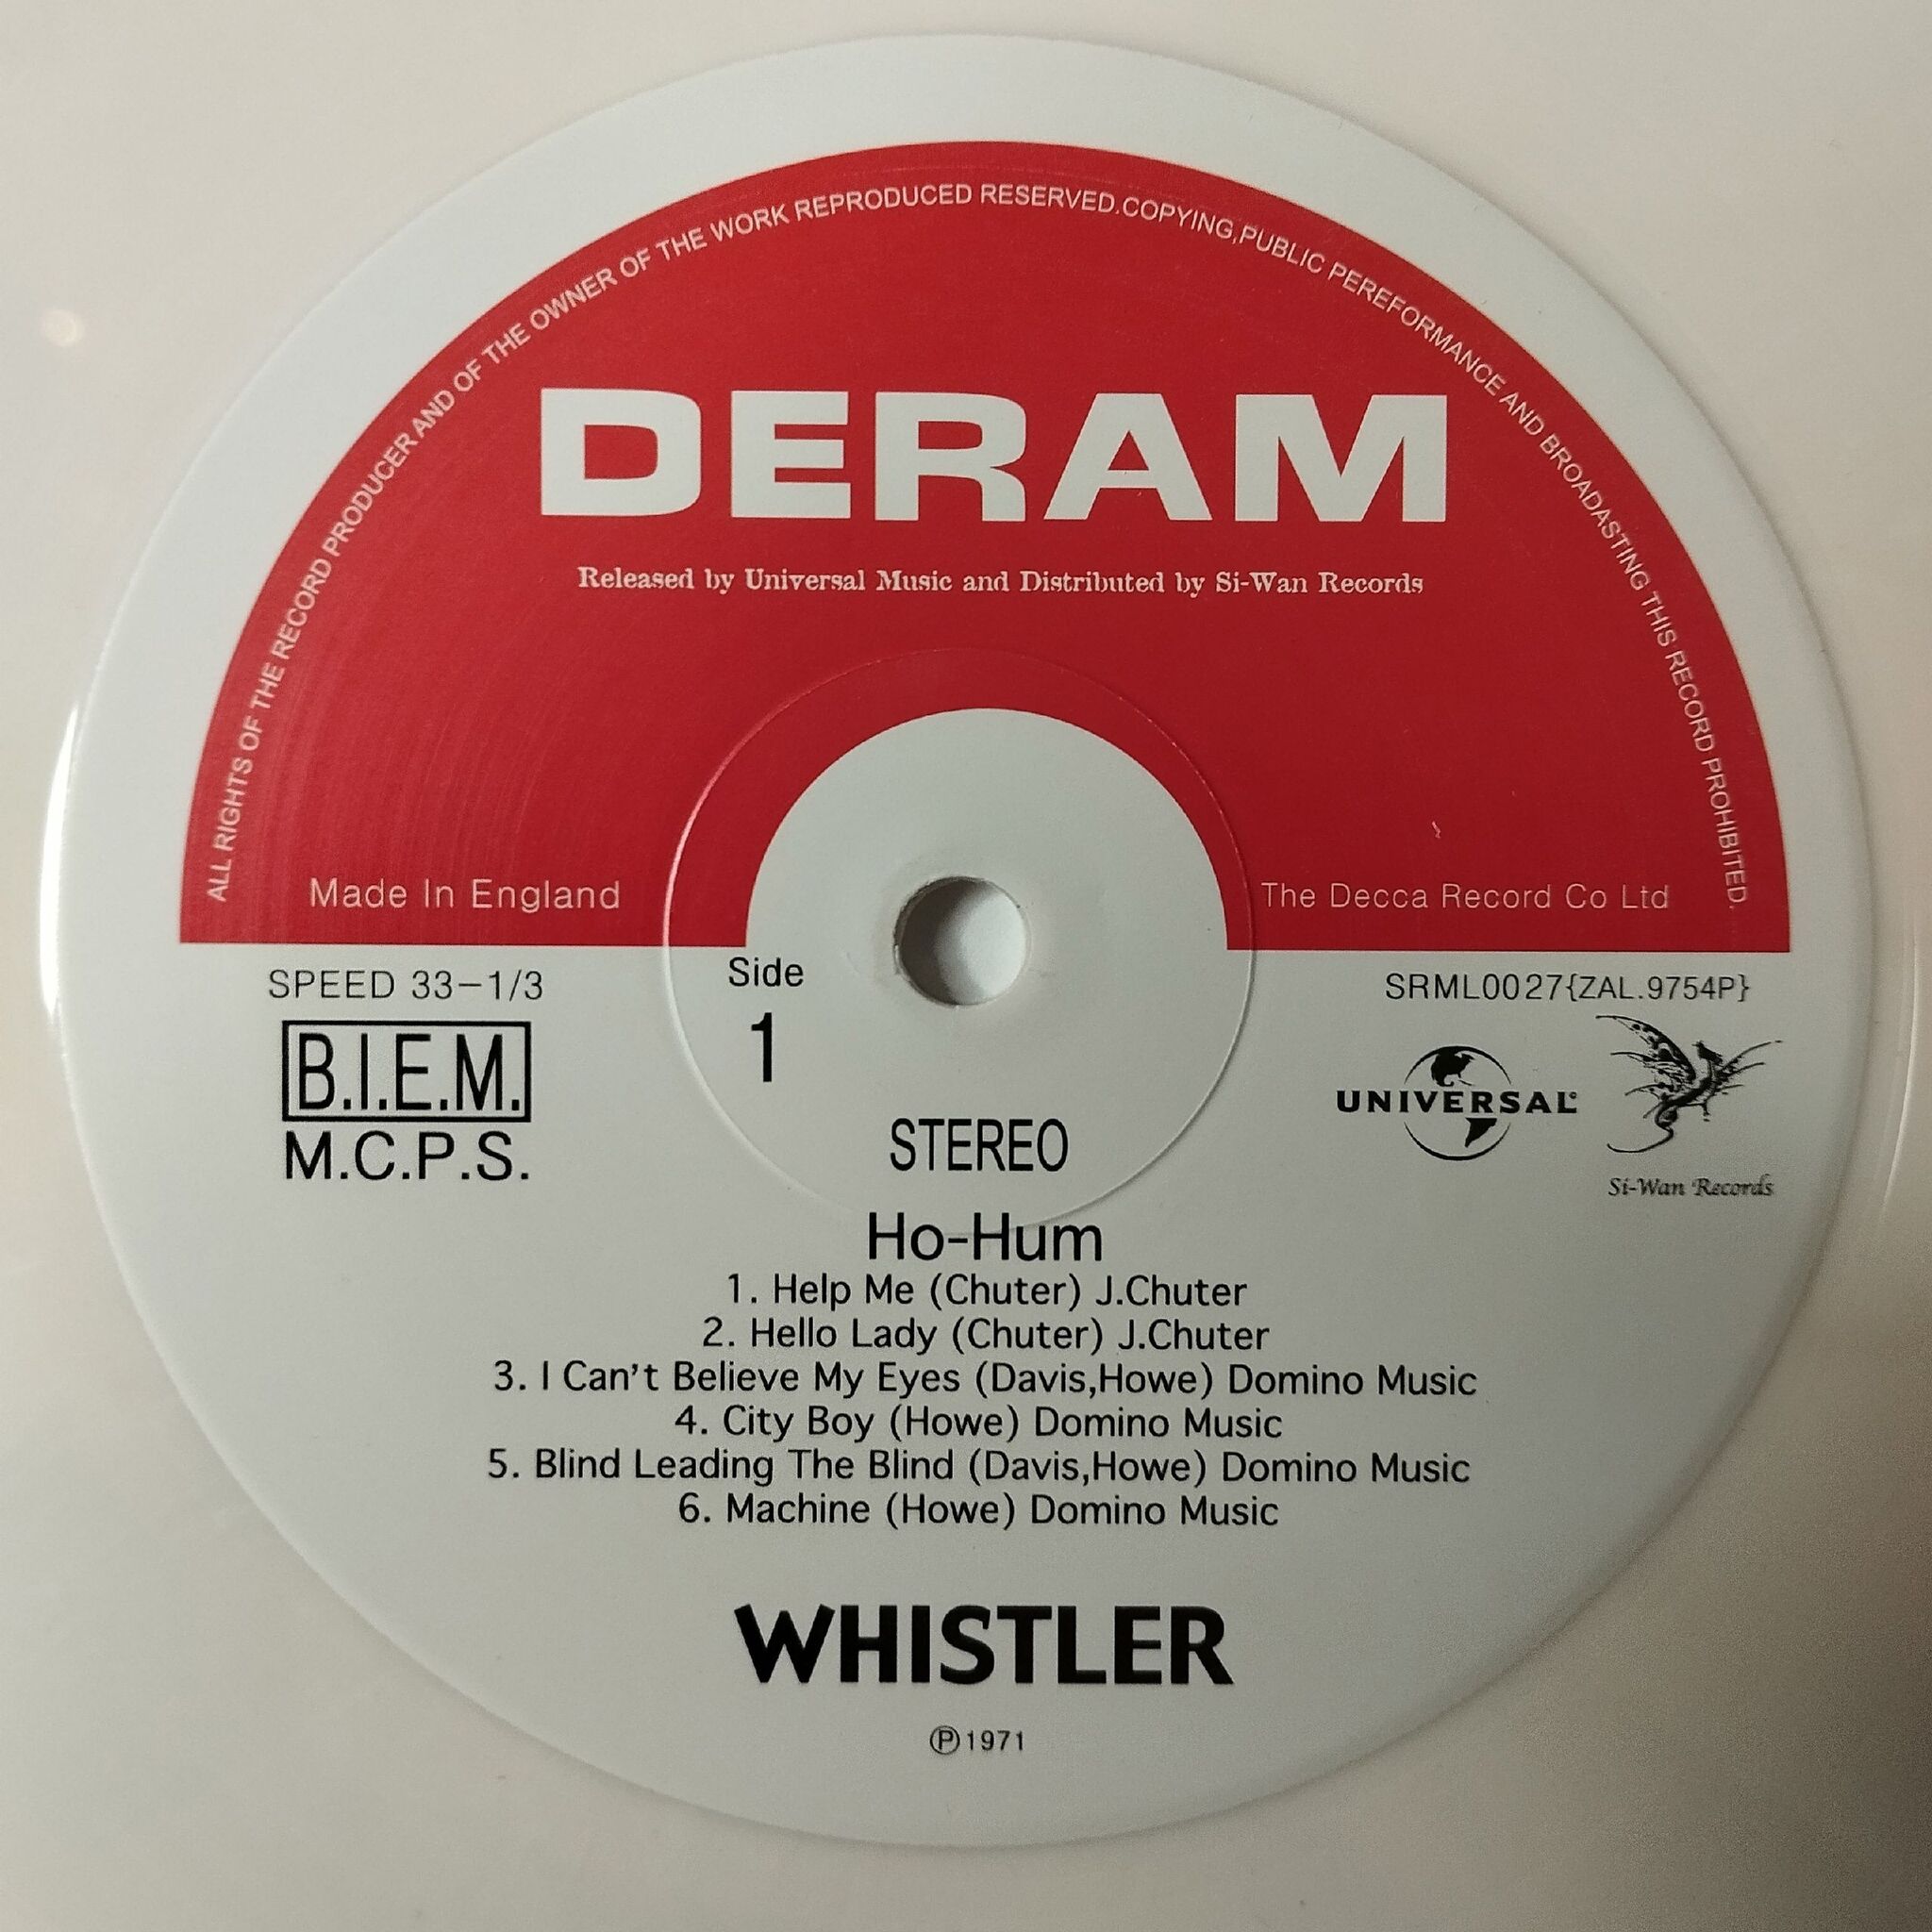 ALL RIGHTS OF THE RECORD PRODUCER AND OF THE OWNER OF THE WORK REPRODUCED RESERVED.COPYING,PUBLIC PEREFORMANCE AND BROADASTING THIS RECORD PROHIBITED.
DERAM
Released by Universal Music and Distributed by Si-Wan Records
Made In England
The Decca Record Co Ltd
SPEED 33-1/3
Side
SRML0027{ZAL.9754P}
B.I.E.M.
1
UNIVERSAL
M.C.P.S.
STEREO
Si-Wan Records
Ho-Hum
1. Help Me (Chuter) J.Chuter
2. Hello Lady (Chuter) J.Chuter
3. I Can't Believe My Eyes (Davis,Howe) Domino Music
4. City Boy (Howe) Domino Music
5. Blind Leading The Blind (Davis,Howe) Domino Music
6. Machine (Howe) Domino Music
WHISTLER
℗1971